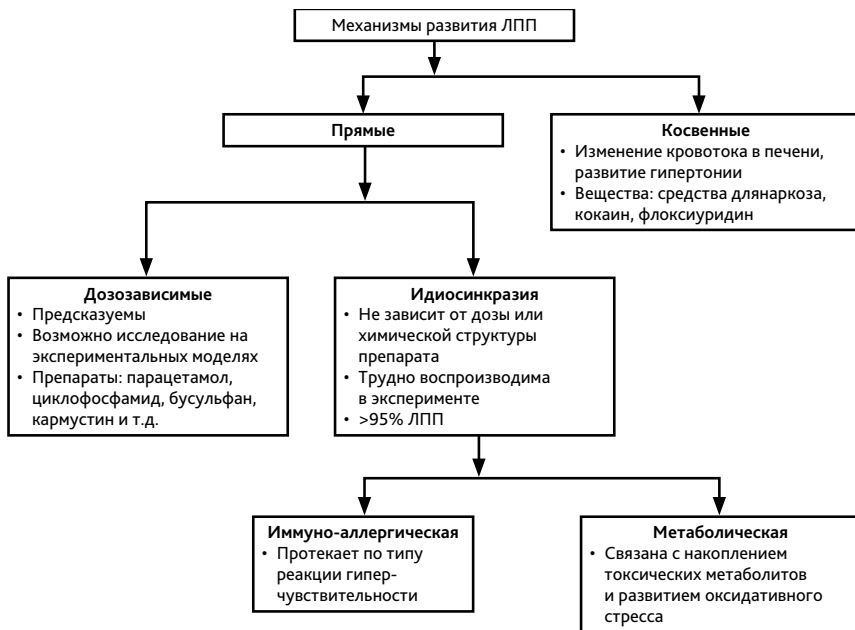 Механизмы развития ЛПП
Прямые
Косвенные
• Изменение кровотока в печени,
развитие гипертонии
• Вещества: средства длянаркоза,
кокаин, флоксиуридин
Дозозависимые
• Предсказуемы
• Возможно исследование на
экспериментальных моделях
• Препараты: парацетамол,
циклофосфамид, бусульфан,
кармустин и т.д.
Идиосинкразия
• Не зависит от дозы или
химической структуры
препарата
• Трудно воспроизводима
в эксперименте
• >95% ЛПП
Иммуно-аллергическая
• Протекает по типу
реакции гипер-
чувствительности
Метаболическая
• Связана с накоплением
токсических метаболитов
и развитием оксидативного
стресса